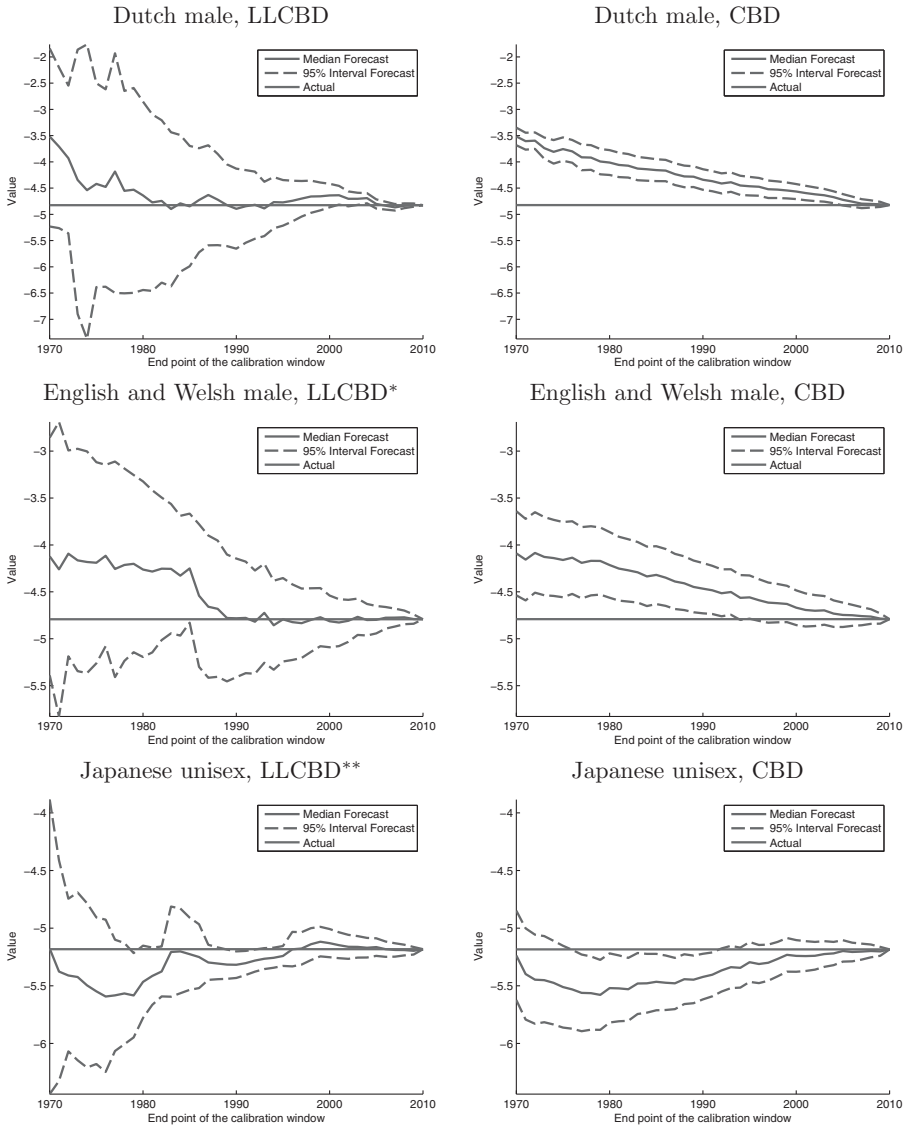 Dutch male, LLCBD
Median Forecast
95% Interval Forecast
Actual
Value
−2
−2.5
−3
−3.5
−4
−4.5
−5
−5.5
−6
−6.5
−7
1970 1980 1990 2000 2010
End point of the calibration window
Dutch male, CBD
Median Forecast
95% Interval Forecast
Actual
Value
−2
−2.5
−3
−3.5
−4
−4.5
−5
−5.5
−6
−6.5
−7
1970 1980 1990 2000 2010
End point of the calibration window
English and Welsh male, LLCBD*
Median Forecast
95% Interval Forecast
Actual
Value
−3
−3.5
−4
−4.5
−5
−5.5
1970 1980 1990 2000 2010
End point of the calibration window
English and Welsh male, CBD
Median Forecast
95% Interval Forecast
Actual
Value
−3
−3.5
−4
−4.5
−5
−5.5
1970 1980 1990 2000 2010
End point of the calibration window
Japanese unisex, LLCBD**
Median Forecast
95% Interval Forecast
Actual
Value
−4
−4.5
−5
−5.5
−6
1970 1980 1990 2000 2010
End point of the calibration window
Japanese unisex, CBD
Median Forecast
95% Interval Forecast
Actual
Value
−4
−4.5
−5
−5.5
−6
1970 1980 1990 2000 2010
End point of the calibration window